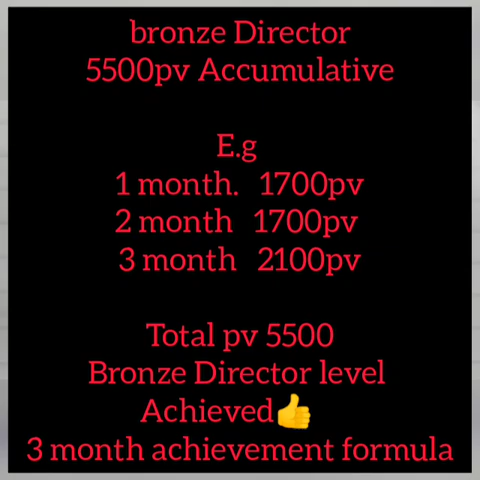 bronze Director
5500pv Accumulative
E.g
1 month. 1700pv
2 month 1700pv
3 month 2100pv
Total pv 5500
Bronze Director level
Achieved👍
3 month achievement formula